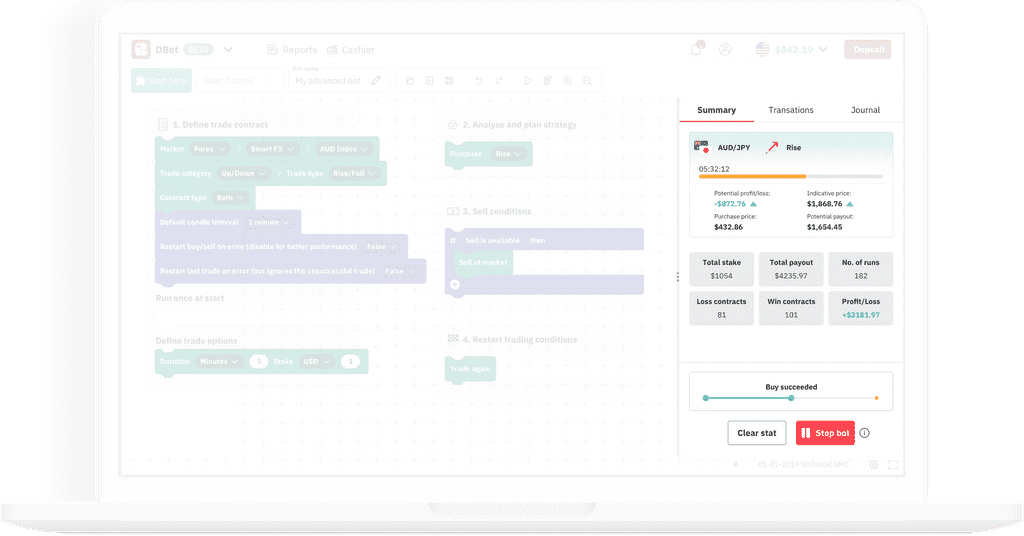 DBot BETA Reports Cashier $842.19 Deposit
Start here Search block Bot name
My advanced bot
Summary Transations Journal
1. Define trade contract
Market Forex Smart FX AUD Index
Trade category Up/Down Trade type Rise/Fall
Contract type Both
Default candle interval 1 minute
Restart buy/sell on error (disable for better performance) False
Restart last trade on error (but ignores the unsuccessful trade) False
Run once at start
Define trade options
Duration Minutes 5 Stake USD 1
2. Analyse and plan strategy
Purchase Rise
3. Sell conditions
If Sell is available then
Sell at market
4. Restart trading conditions
Trade again
AUD/JPY Rise
05:32:12
Potential profit/loss: Indicative price:
-$872.76 $1,868.76
Purchase price: Potential payout:
$432.86 $1,654.45
Total stake Total payout No. of runs
$1054 $4235.97 182
Loss contracts Win contracts Profit/Loss
81 101 +$3181.97
Buy succeeded
Clear stat Stop bot
01-01-2019 00:00:00 GMT